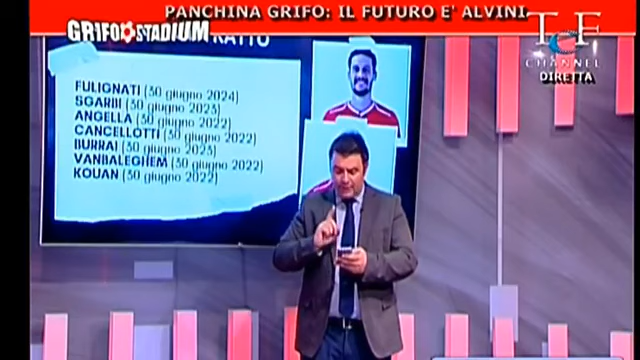 PANCHINA GRIFO: IL FUTURO E' ALVINI
GRIFO STADIUM
TEF
CHANNEL
DIRETTA
FULIGNATI (30 giugno 2024)
SGARBI (30 giugno 2023)
ANGELLA (30 giugno 2022)
CANCELLOTTI (30 giugno 2022)
BURRAI (30 giugno 2023)
VANBALEGHEM (30 giugno 2022)
KOUAN (30 giugno 2022)